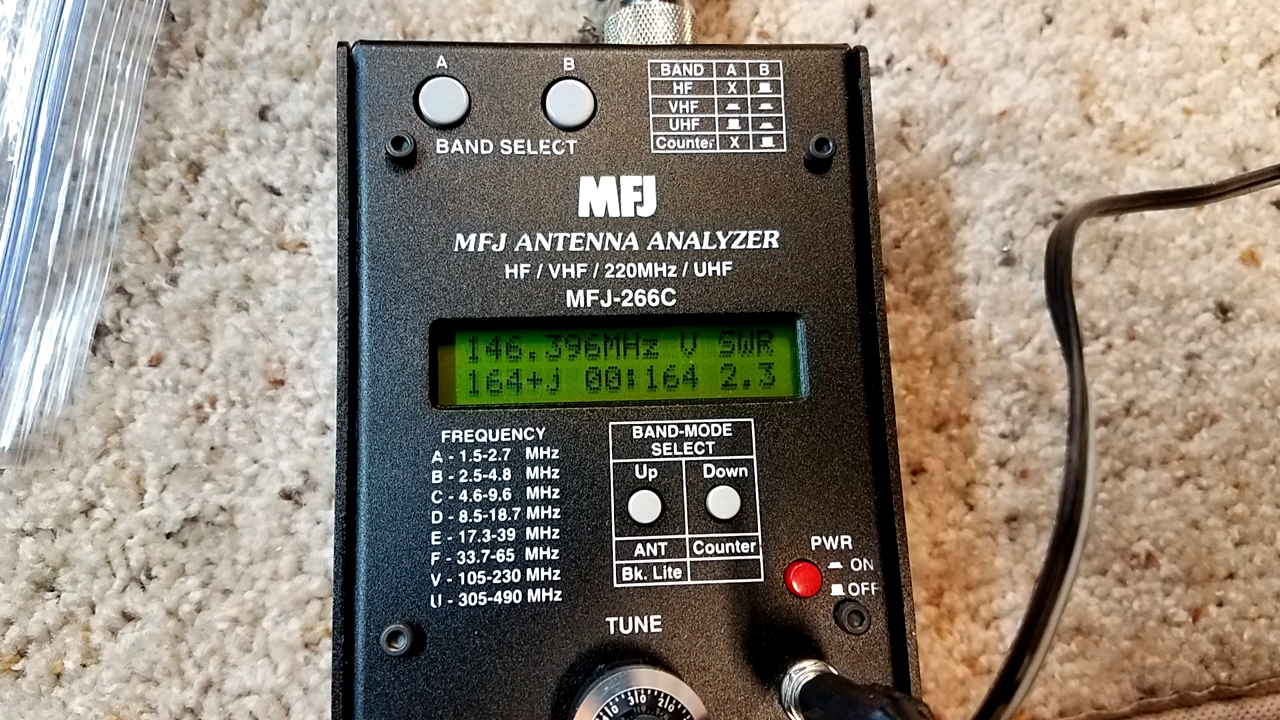 A B
BAND SELECT
BAND A B
HF X
VHF
UHF
Counter X
MFJ
MFJ ANTENNA ANALYZER
HF / VHF / 220MHz / UHF
MFJ-266C
146.396MHz V SWR
164+j 00:164 2.3
FREQUENCY
A - 1.5-2.7 MHz
B - 2.5-4.8 MHz
C - 4.6-9.6 MHz
D - 8.5-18.7 MHz
E - 17.3-39 MHz
F - 33.7-65 MHz
V - 105-230 MHz
U - 305-490 MHz
BAND-MODE
SELECT
Up Down
ANT Counter
Bk. Lite
PWR
ON
OFF
TUNE